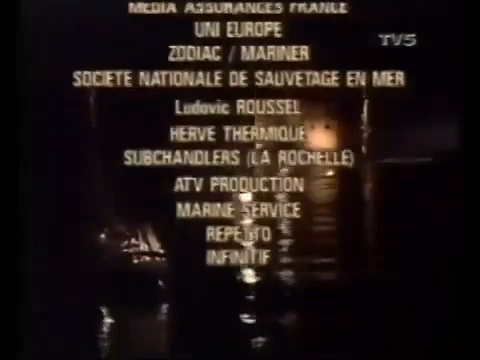 MEDIA ASSURANCES FRANCE
UNI EUROPE
TV5
ZODIAC / MARINER
SOCIETE NATIONALE DE SAUVETAGE EN MER
Ludovic ROUSSEL
HERVE THERMIQUE
SUBCHANDLERS (LA ROCHELLE)
ATV PRODUCTION
MARINE SERVICE
REPETTO
INFINITIF